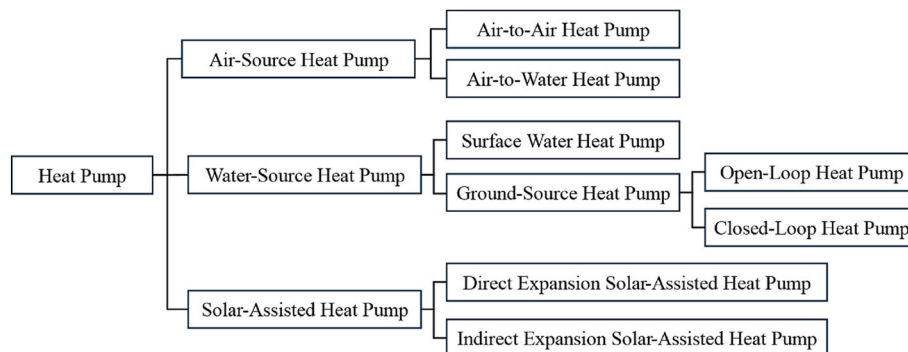 Heat Pump
Air-Source Heat Pump
Air-to-Air Heat Pump
Air-to-Water Heat Pump
Water-Source Heat Pump
Surface Water Heat Pump
Ground-Source Heat Pump
Open-Loop Heat Pump
Closed-Loop Heat Pump
Solar-Assisted Heat Pump
Direct Expansion Solar-Assisted Heat Pump
Indirect Expansion Solar-Assisted Heat Pump